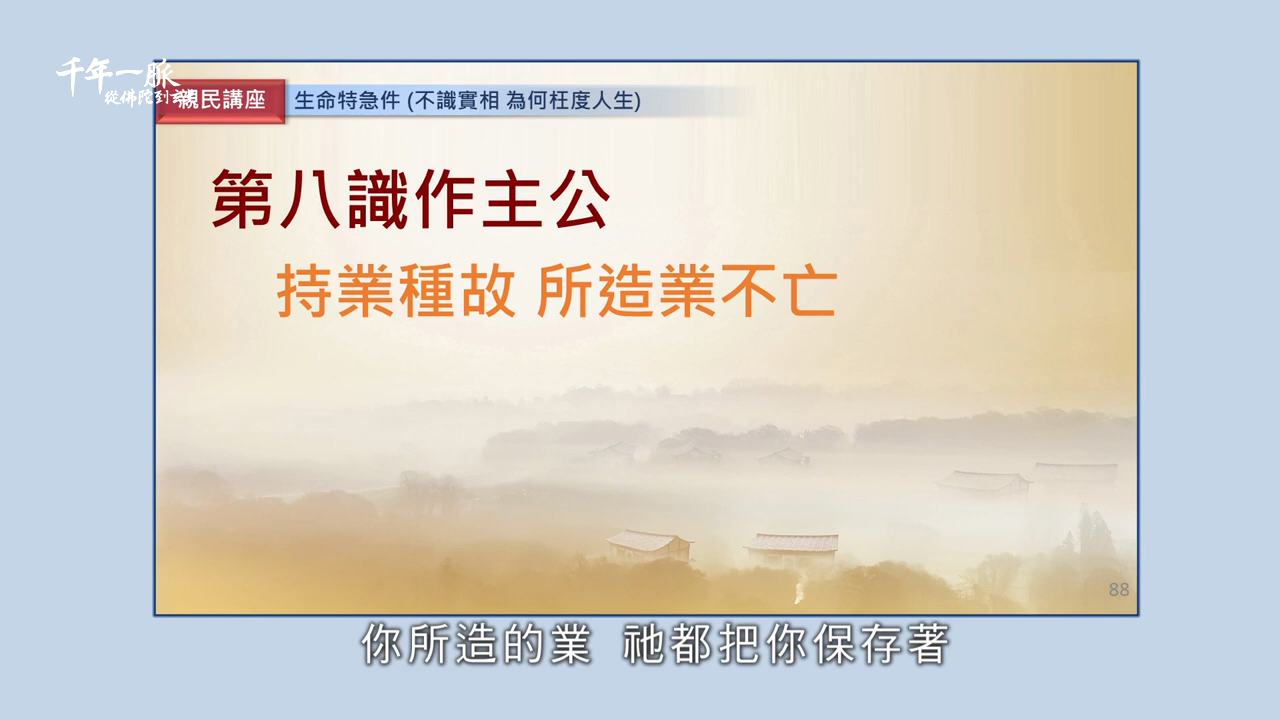 千年一脈
從佛陀到
親民講座
生命特急件 (不識實相 為何枉度人生)
第八識作主公
持業種故 所造業不亡
88
你所造的業 祂都把你保存著